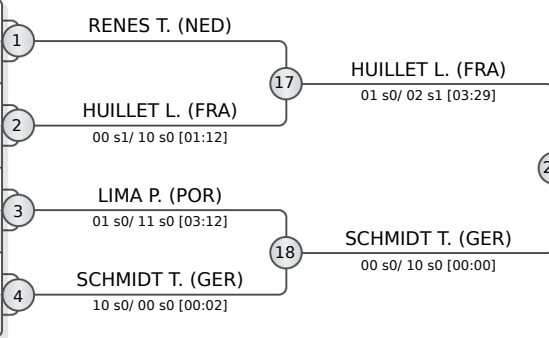 RENES T. (NED)
1
HUILLET L. (FRA)
17
01 s0/ 02 s1 [03:29]
HUILLET L. (FRA)
2
00 s1/ 10 s0 [01:12]
LIMA P. (POR)
3
01 s0/ 11 s0 [03:12]
SCHMIDT T. (GER)
18
00 s0/ 10 s0 [00:00]
SCHMIDT T. (GER)
4
10 s0/ 00 s0 [00:02]